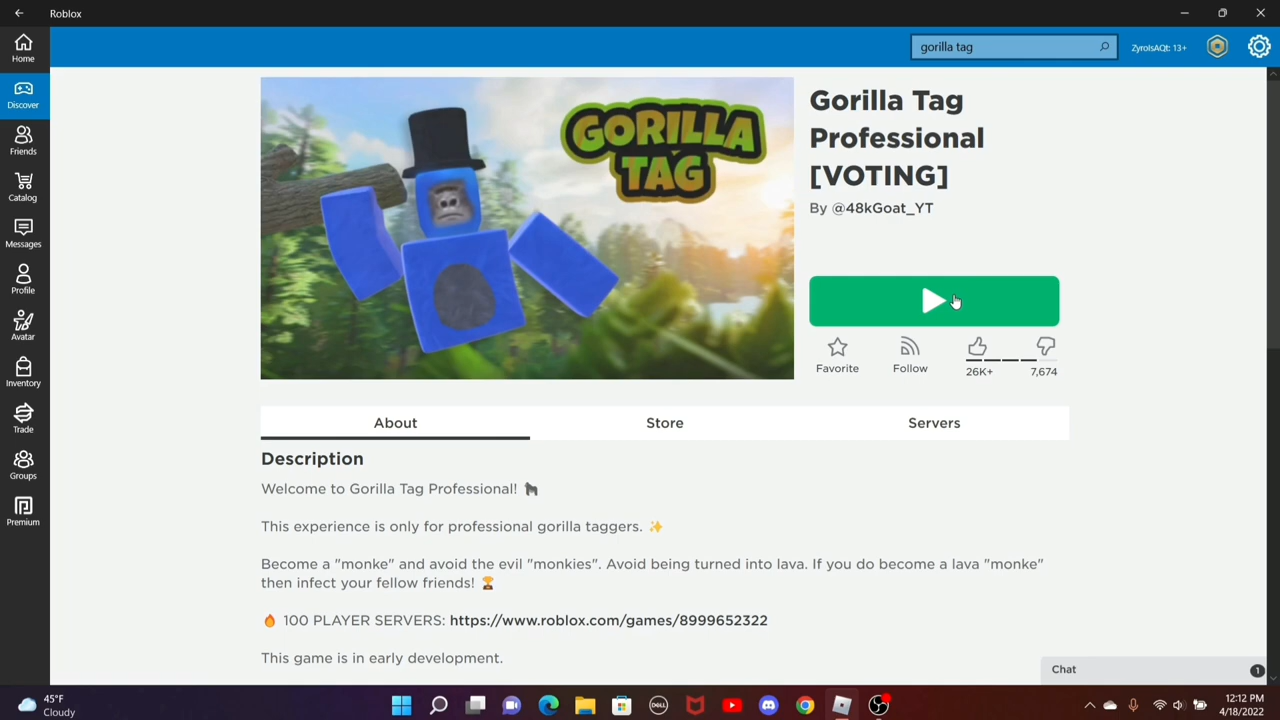 Roblox
Home
Discover
Friends
Catalog
Messages
Profile
Avatar
Inventory
Trade
Groups
Premium
gorilla tag
ZyroIsAQt: 13+
GORILLA
TAG
Gorilla Tag
Professional
[VOTING]
By @48kGoat_YT
Favorite
Follow
26K+
7,674
About
Store
Servers
Description
Welcome to Gorilla Tag Professional! 🦍
This experience is only for professional gorilla taggers. ✨
Become a "monke" and avoid the evil "monkies". Avoid being turned into lava. If you do become a lava "monke"
then infect your fellow friends! 🏆
🔥 100 PLAYER SERVERS: https://www.roblox.com/games/8999652322
This game is in early development.
Chat
1
45°F
Cloudy
DELL
12:12 PM
4/18/2022